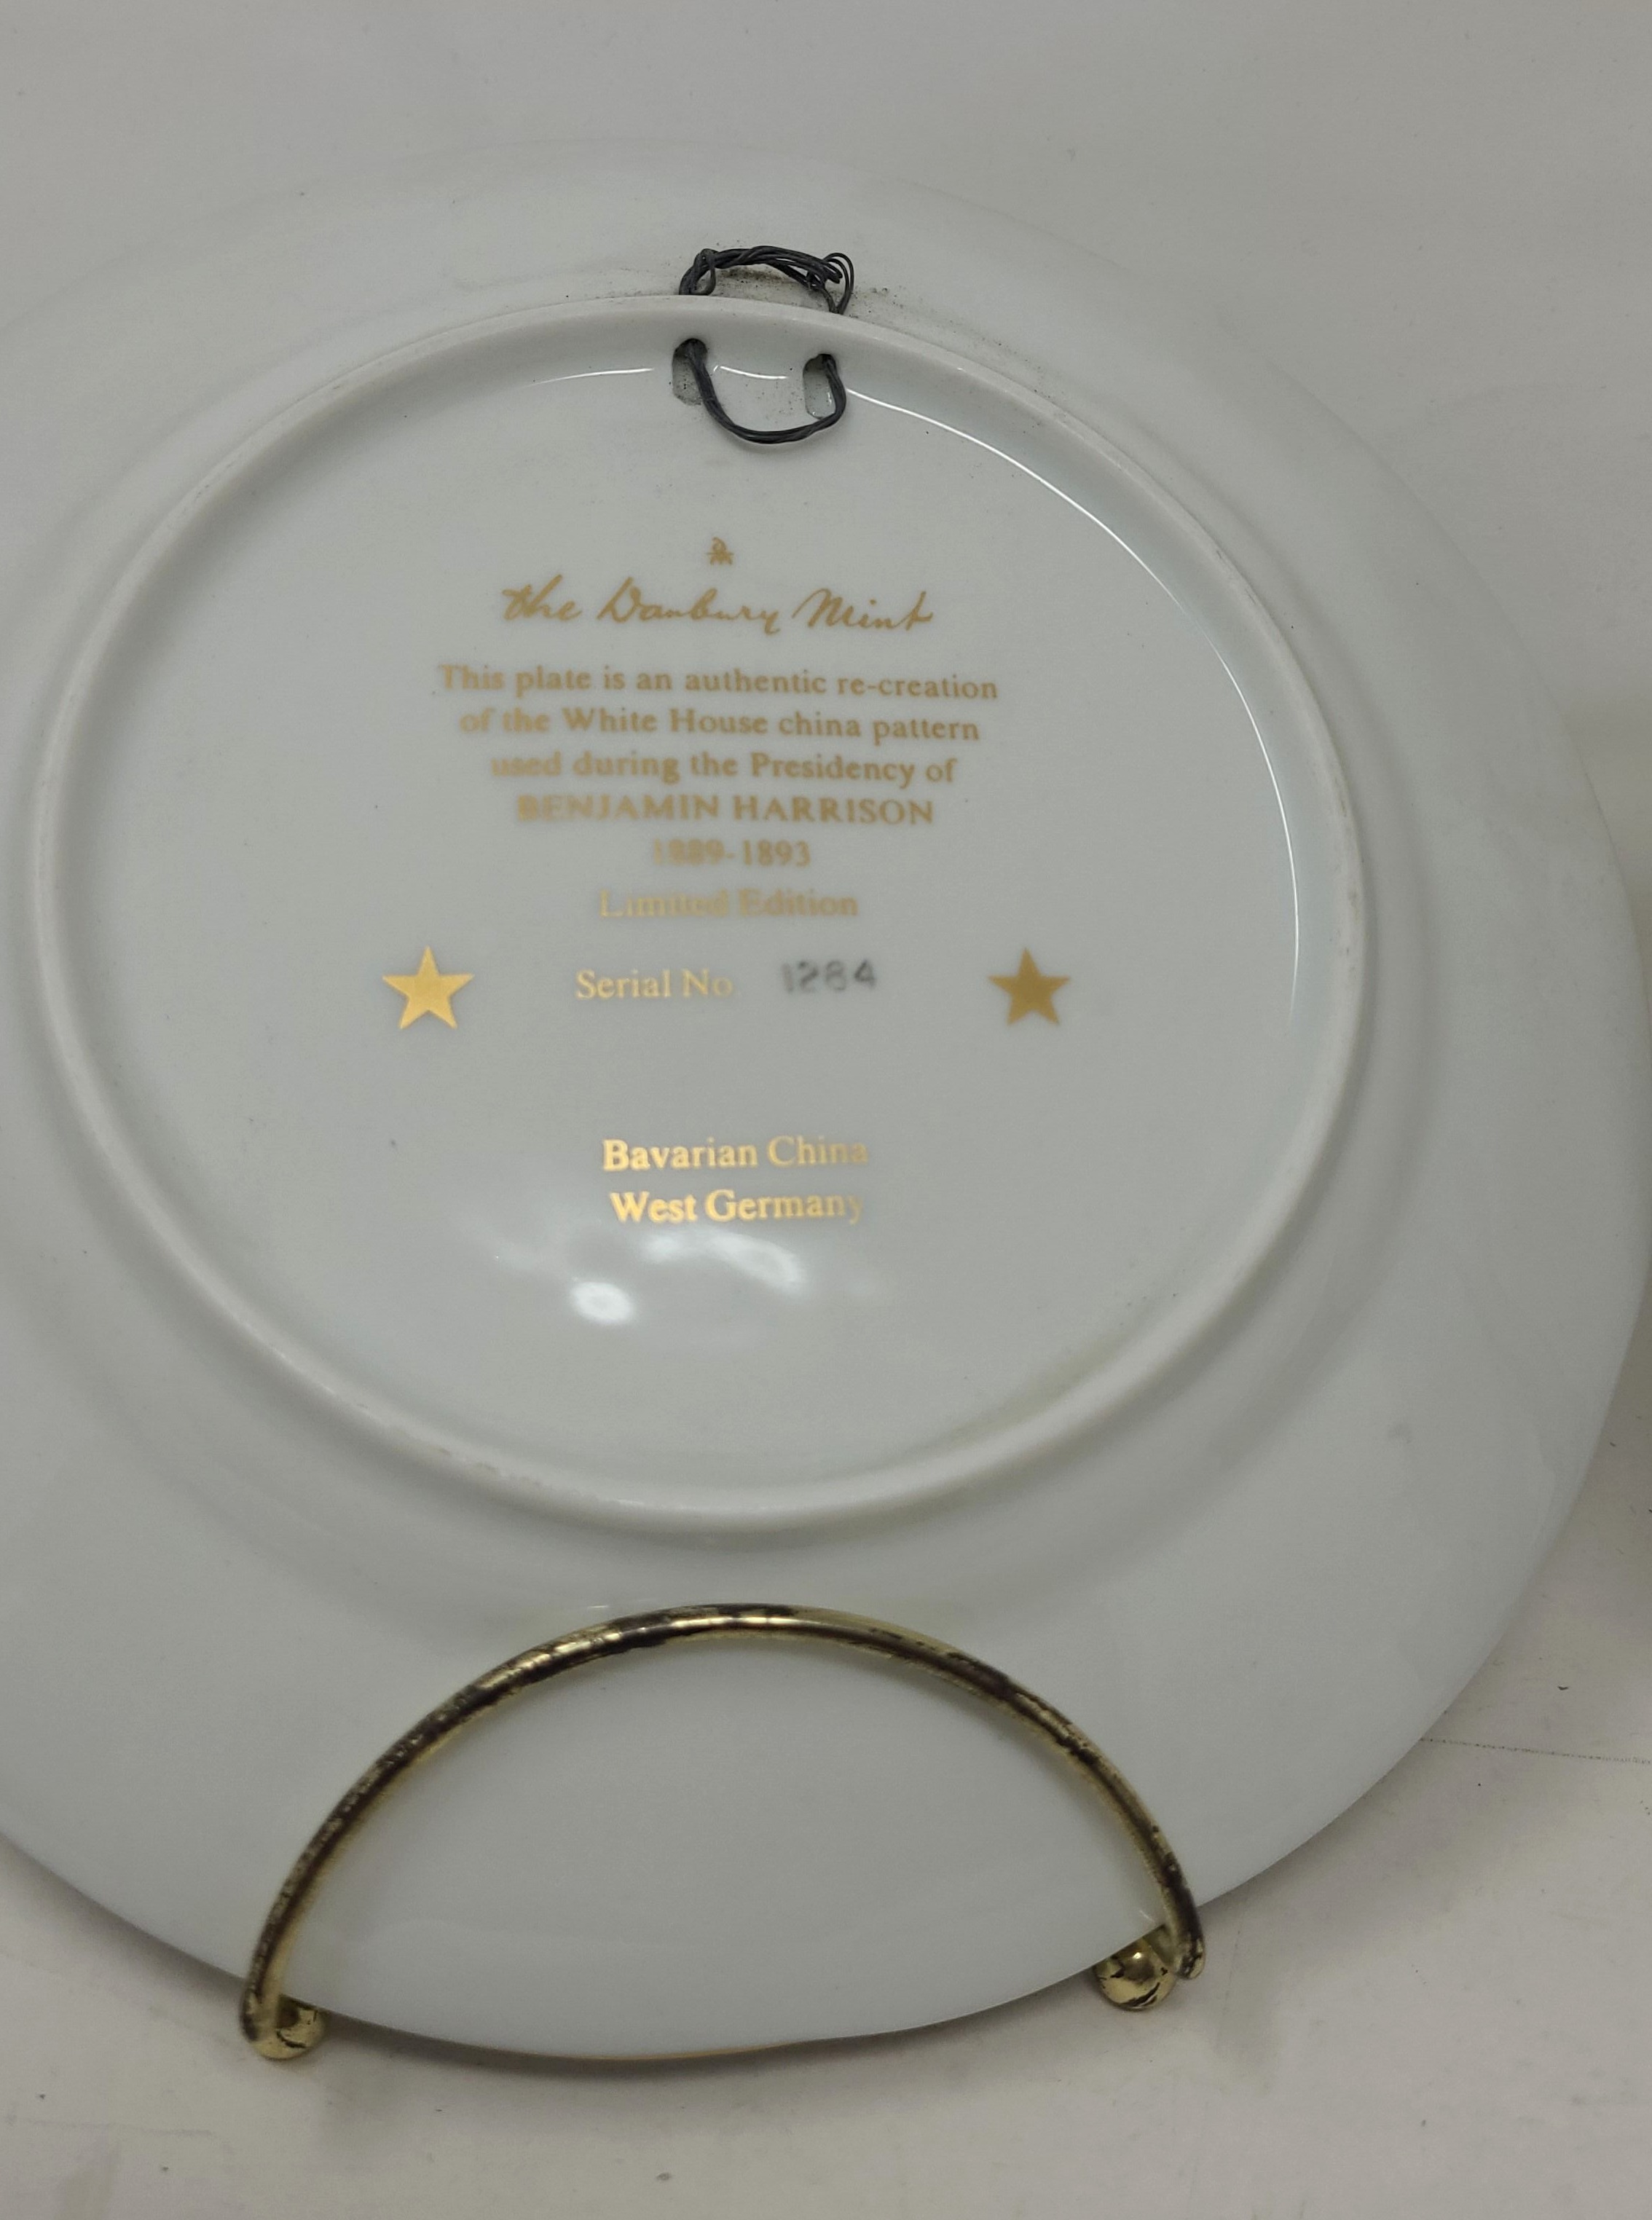 the Danbury Mint
This plate is an authentic re-creation
of the White House china pattern
used during the Presidency of
BENJAMIN HARRISON
1889-1893
Limited Edition
Serial No. 1284
Bavarian China
West Germany